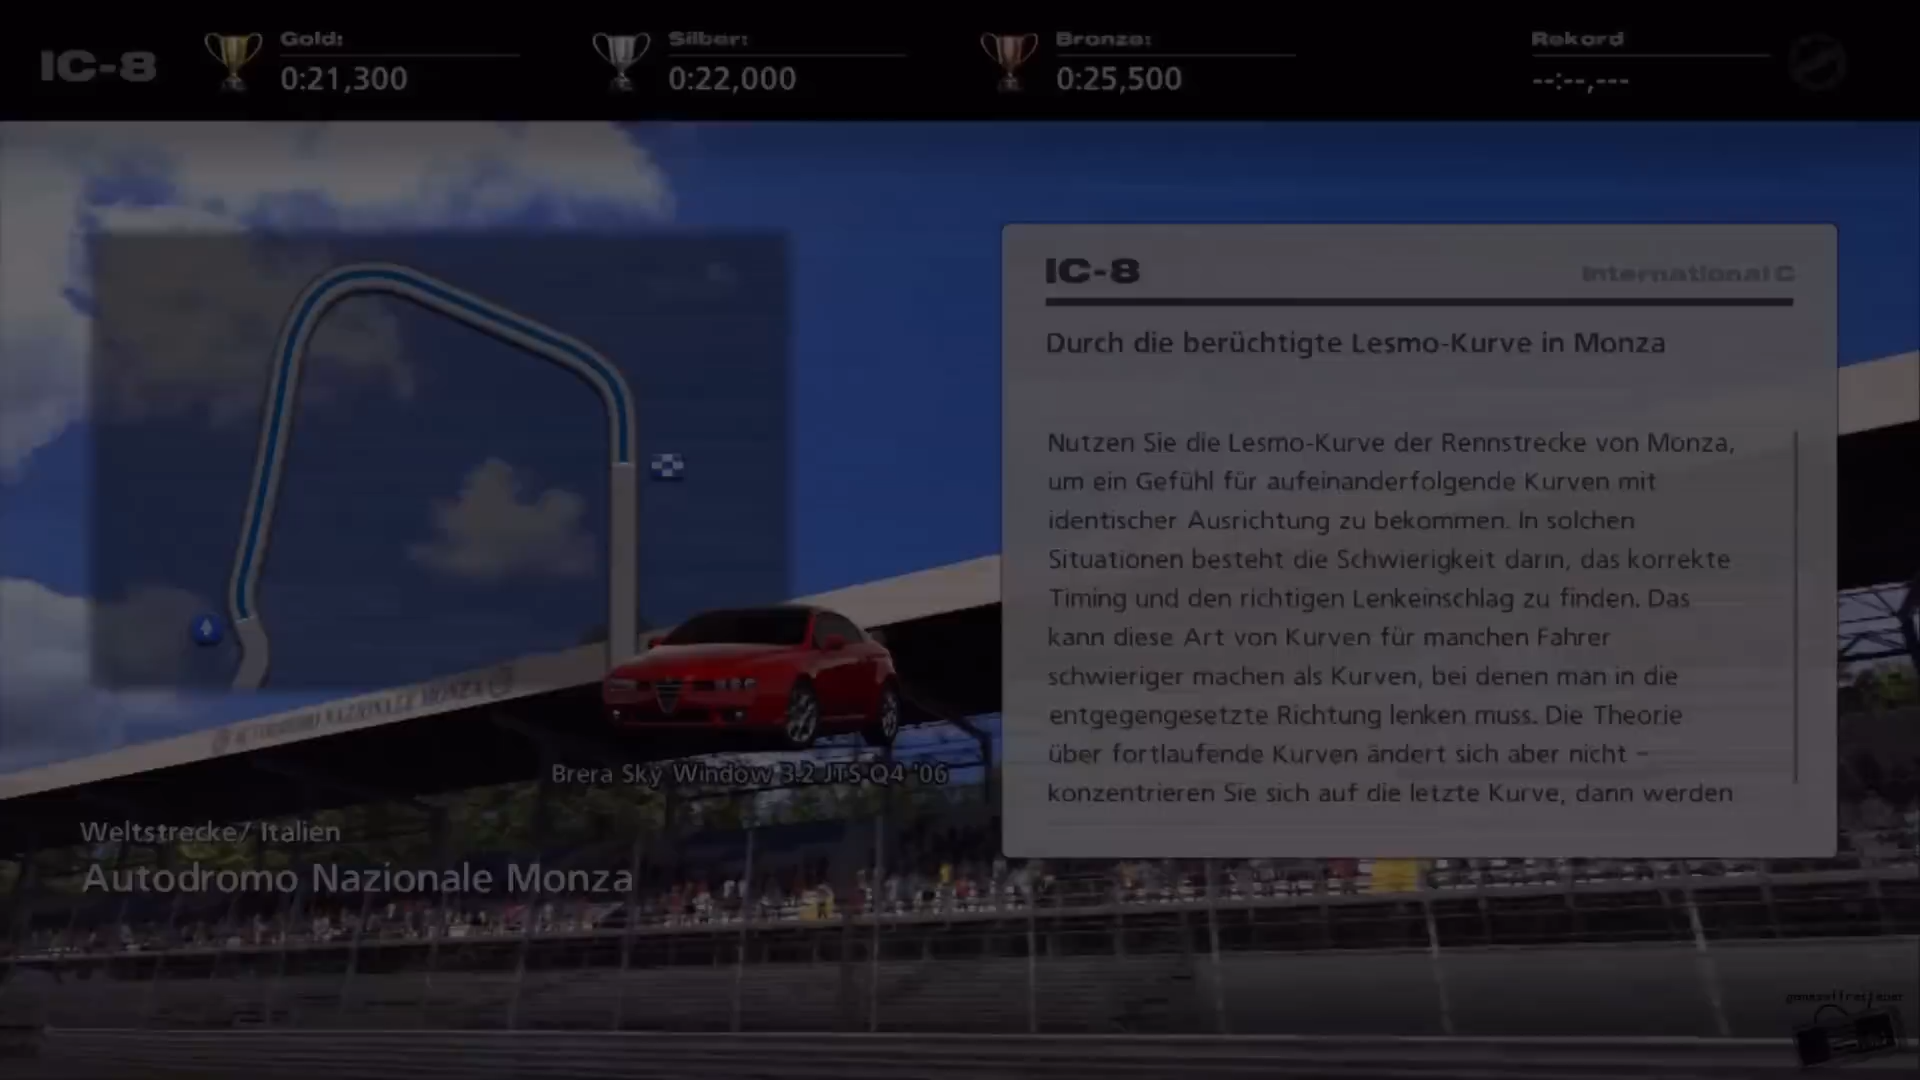 IC-8
Gold:
0:21,300
Silber:
0:22,000
Bronze:
0:25,500
Rekord
--:--,---
IC-8
International C
Durch die berüchtigte Lesmo-Kurve in Monza
Nutzen Sie die Lesmo-Kurve der Rennstrecke von Monza,
um ein Gefühl für aufeinanderfolgende Kurven mit
identischer Ausrichtung zu bekommen. In solchen
Situationen besteht die Schwierigkeit darin, das korrekte
Timing und den richtigen Lenkeinschlag zu finden. Das
kann diese Art von Kurven für manchen Fahrer
schwieriger machen als Kurven, bei denen man in die
entgegengesetzte Richtung lenken muss. Die Theorie
über fortlaufende Kurven ändert sich aber nicht –
konzentrieren Sie sich auf die letzte Kurve, dann werden
AUTODROMO NAZIONALE MONZA
Brera Sky Window 3.2 JTS Q4 '06
Weltstrecke/ Italien
Autodromo Nazionale Monza